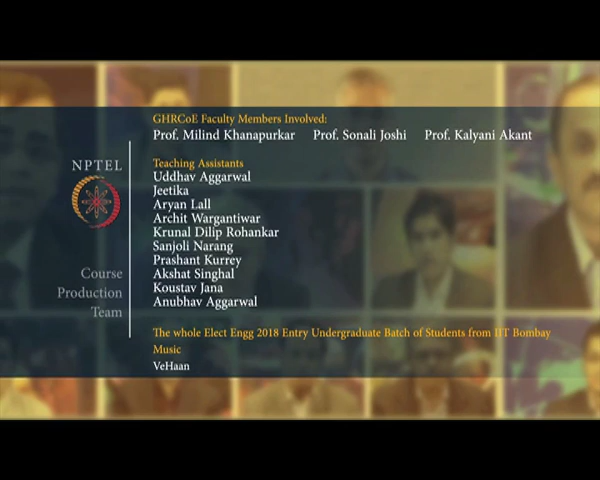 NPTEL
Course
Production
Team
GHRCoE Faculty Members Involved:
Prof. Milind Khanapurkar Prof. Sonali Joshi Prof. Kalyani Akant
Teaching Assistants
Uddhav Aggarwal
Jeetika
Aryan Lall
Archit Wargantiwar
Krunal Dilip Rohankar
Sanjoli Narang
Prashant Kurrey
Akshat Singhal
Koustav Jana
Anubhav Aggarwal
The whole Elect Engg 2018 Entry Undergraduate Batch of Students from IIT Bombay
Music
VeHaan